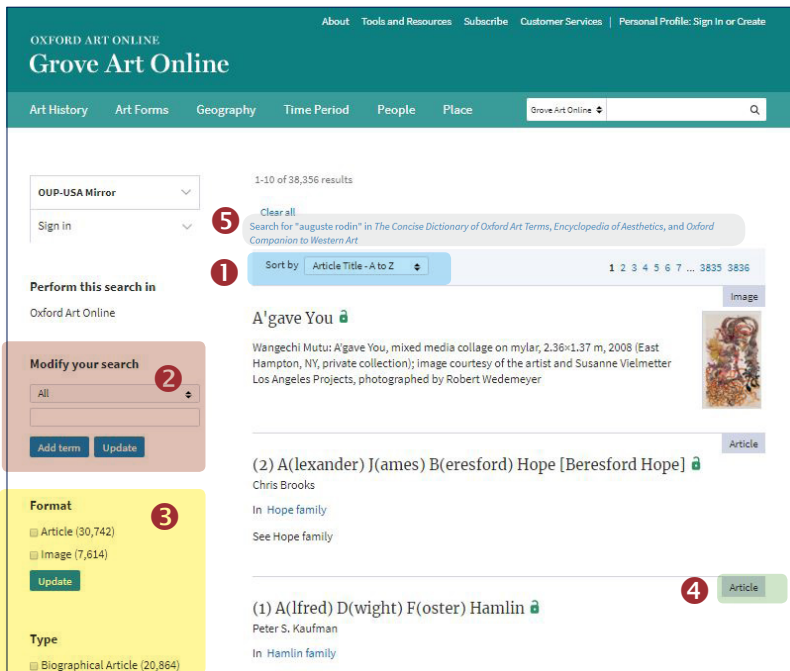 About Tools and Resources Subscribe Customer Services | Personal Profile: Sign In or Create
OXFORD ART ONLINE
Grove Art Online
Art History Art Forms Geography Time Period People Place Grove Art Online
OUP-USA Mirror
Sign in
Perform this search in
Oxford Art Online
2
Modify your search
All
Add term Update
3
Format
Article (30,742)
Image (7,614)
Update
Type
Biographical Article (20,864)
1-10 of 38,356 results
5
Clear all
Search for "auguste rodin" in The Concise Dictionary of Oxford Art Terms, Encyclopedia of Aesthetics, and Oxford
Companion to Western Art
1
Sort by Article Title - A to Z
1 2 3 4 5 6 7 ... 3835 3836
Image
A'gave You
Wangechi Mutu: A'gave You, mixed media collage on mylar, 2.36×1.37 m, 2008 (East
Hampton, NY, private collection); image courtesy of the artist and Susanne Vielmetter
Los Angeles Projects, photographed by Robert Wedemeyer
Article
(2) A(lexander) J(ames) B(eresford) Hope [Beresford Hope]
Chris Brooks
In Hope family
See Hope family
4
Article
(1) A(lfred) D(wight) F(oster) Hamlin
Peter S. Kaufman
In Hamlin family